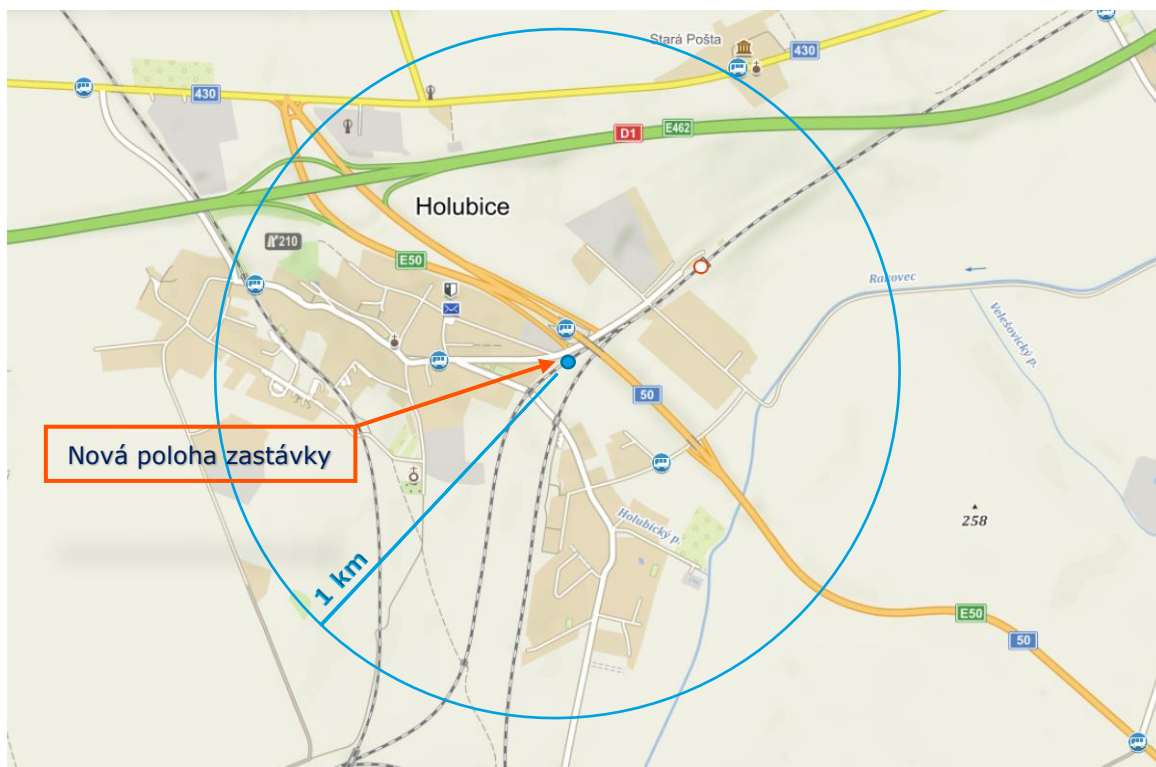 Stará Pošta
430
430
D1
E462
Holubice
210
E50
Rakovec
Velešovický p.
50
Nová poloha zastávky
258
Holubický p.
1 km
E50
50